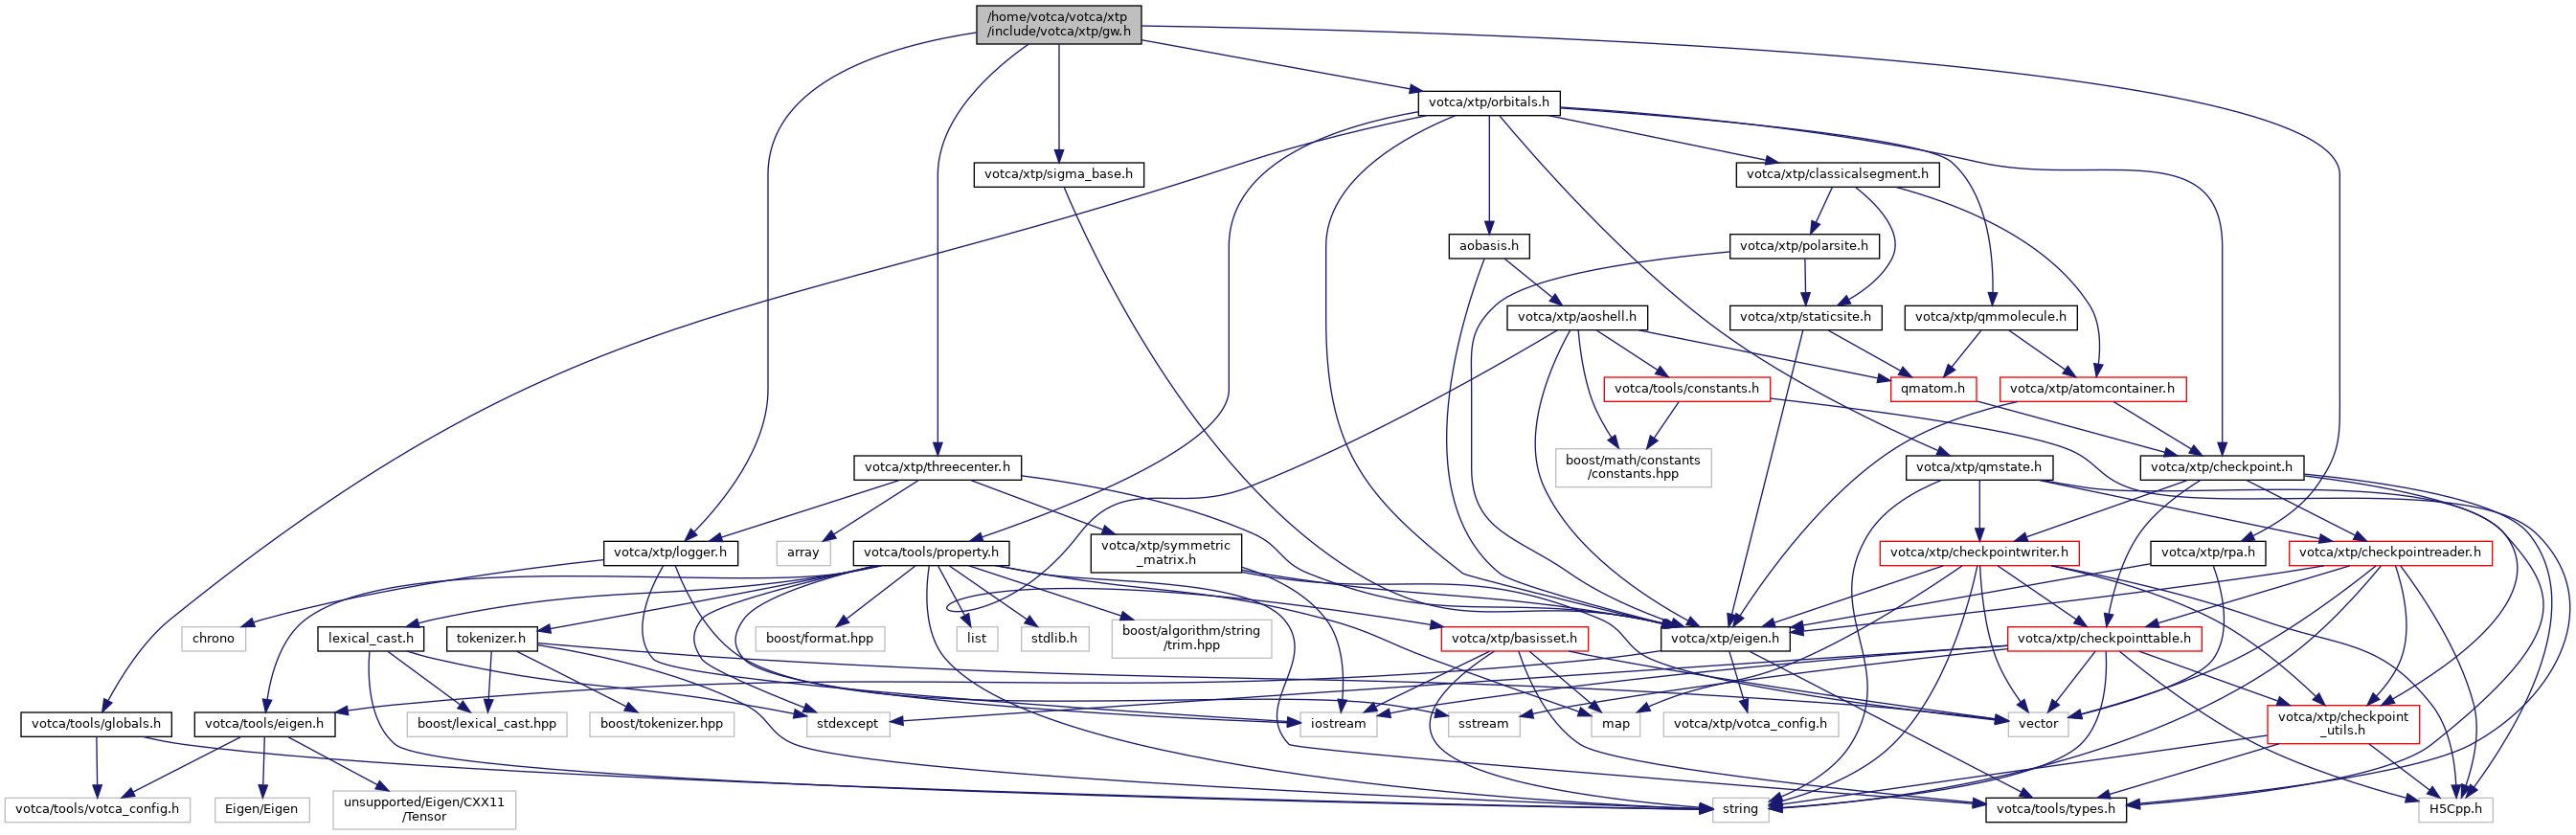 /home/votca/votca/xtp
/include/votca/xtp/gw.h
votca/xtp/orbitals.h
votca/xtp/sigma_base.h
votca/xtp/classicalsegment.h
aobasis.h
votca/xtp/polarsite.h
votca/xtp/aoshell.h
votca/xtp/staticsite.h
votca/xtp/qmmolecule.h
votca/tools/constants.h
qmatom.h
votca/xtp/atomcontainer.h
votca/xtp/threecenter.h
boost/math/constants
/constants.hpp
votca/xtp/qmstate.h
votca/xtp/checkpoint.h
votca/xtp/logger.h
array
votca/tools/property.h
votca/xtp/symmetric
_matrix.h
votca/xtp/checkpointwriter.h
votca/xtp/rpa.h
votca/xtp/checkpointreader.h
chrono
lexical_cast.h
tokenizer.h
boost/format.hpp
list
stdlib.h
boost/algorithm/string
/trim.hpp
votca/xtp/basisset.h
votca/xtp/eigen.h
votca/xtp/checkpointtable.h
votca/tools/globals.h
votca/tools/eigen.h
boost/lexical_cast.hpp
boost/tokenizer.hpp
stdexcept
iostream
sstream
map
votca/xtp/votca_config.h
vector
votca/xtp/checkpoint
_utils.h
votca/tools/votca_config.h
Eigen/Eigen
unsupported/Eigen/CXX11
/Tensor
string
votca/tools/types.h
H5Cpp.h